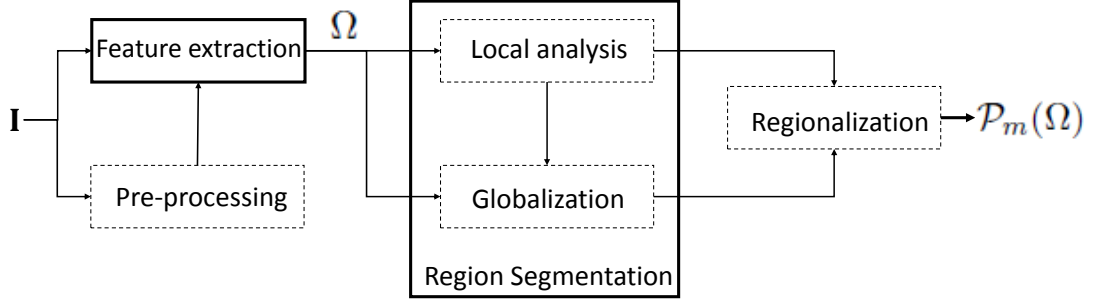 Feature extraction
Ω
Local analysis
I
Regionalization
𝒫m(Ω)
Pre-processing
Globalization
Region Segmentation